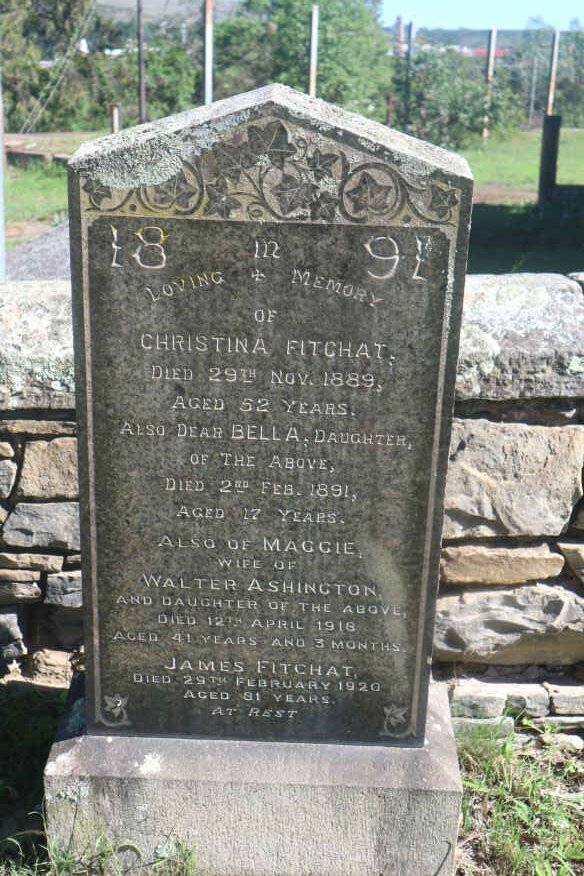 18 IN 91
LOVING + MEMORY
OF
CHRISTINA FITCHAT,
DIED 29TH NOV. 1889,
AGED 52 YEARS.
ALSO DEAR BELLA, DAUGHTER,
OF THE ABOVE,
DIED 2ND FEB. 1891,
AGED 17 YEARS.
ALSO OF MAGGIE,
WIFE OF
WALTER ASHINGTON,
AND DAUGHTER OF THE ABOVE,
DIED 12TH APRIL 1918
AGED 41 YEARS AND 3 MONTHS.
JAMES FITCHAT,
DIED 29TH FEBRUARY 1920
AGED 81 YEARS.
AT REST